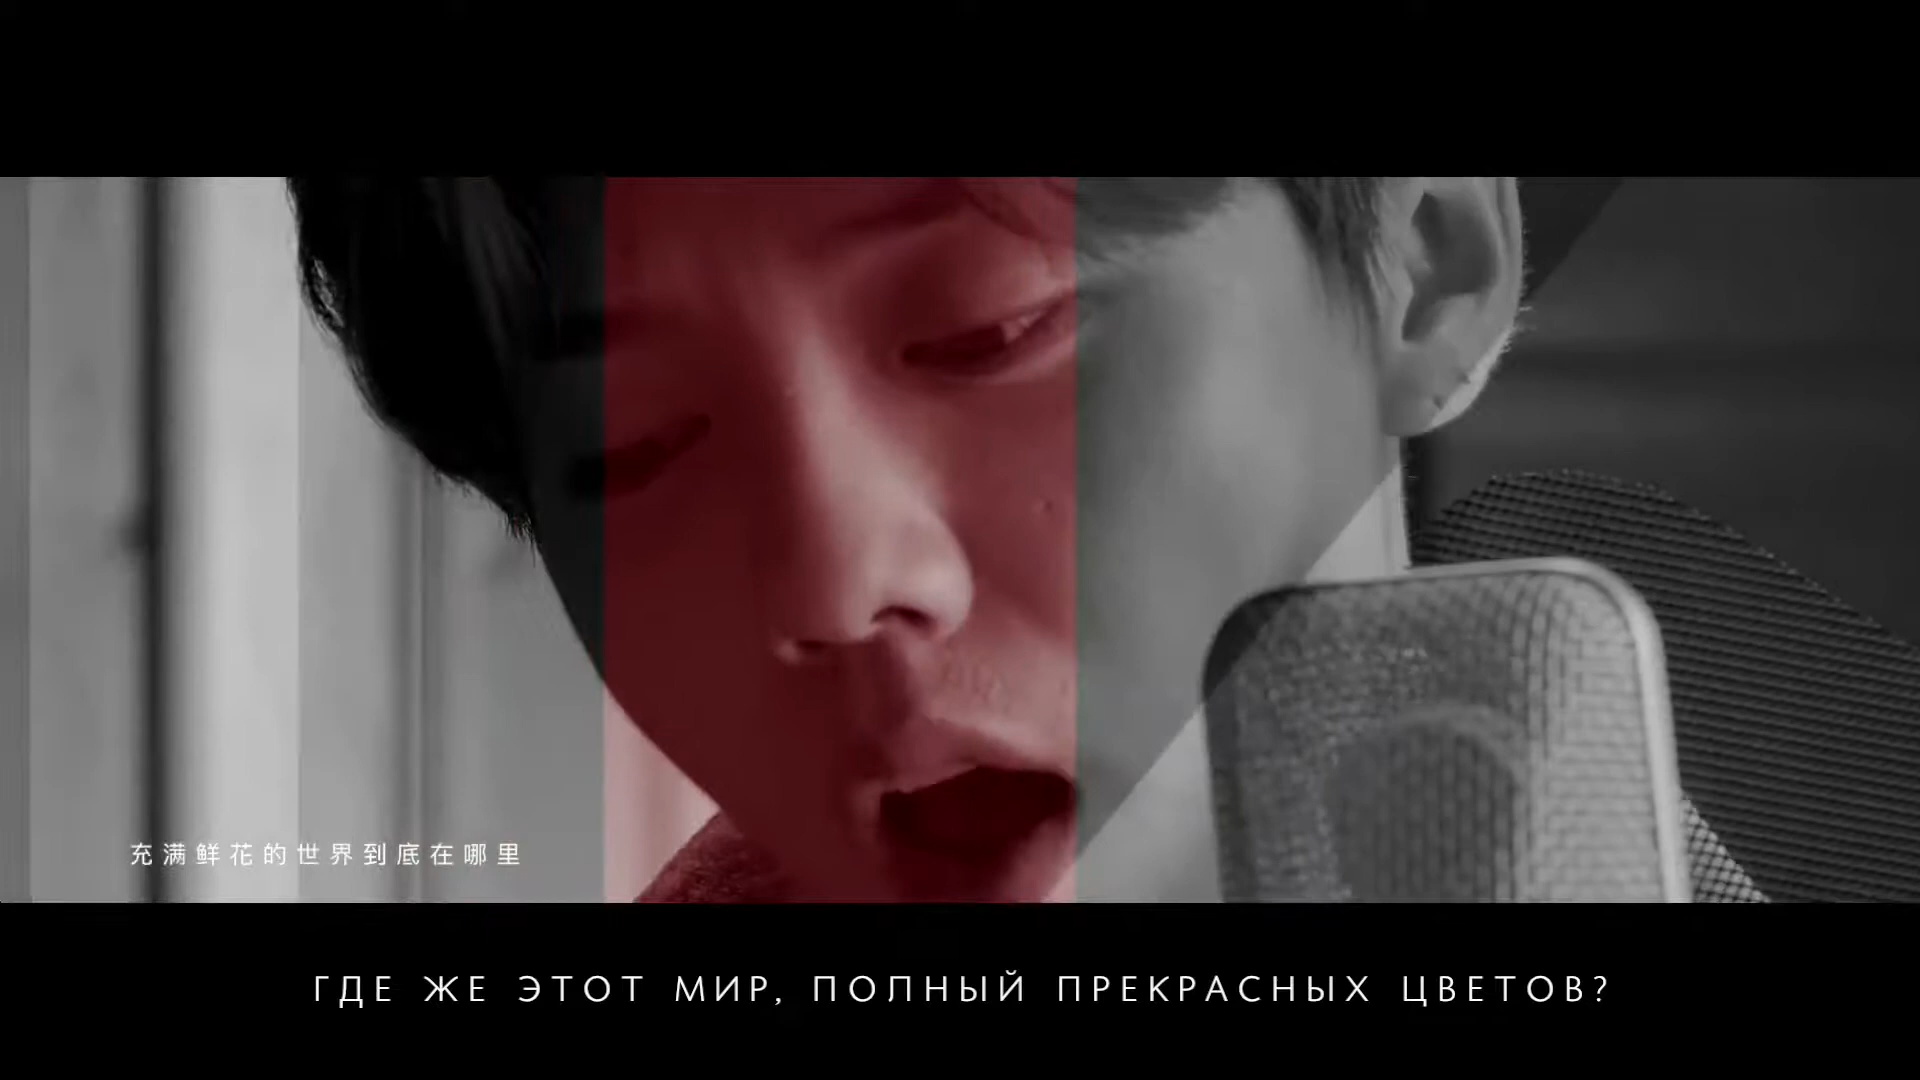 充满鲜花的世界到底在哪里
ГДЕ ЖЕ ЭТОТ МИР, ПОЛНЫЙ ПРЕКРАСНЫХ ЦВЕТОВ?